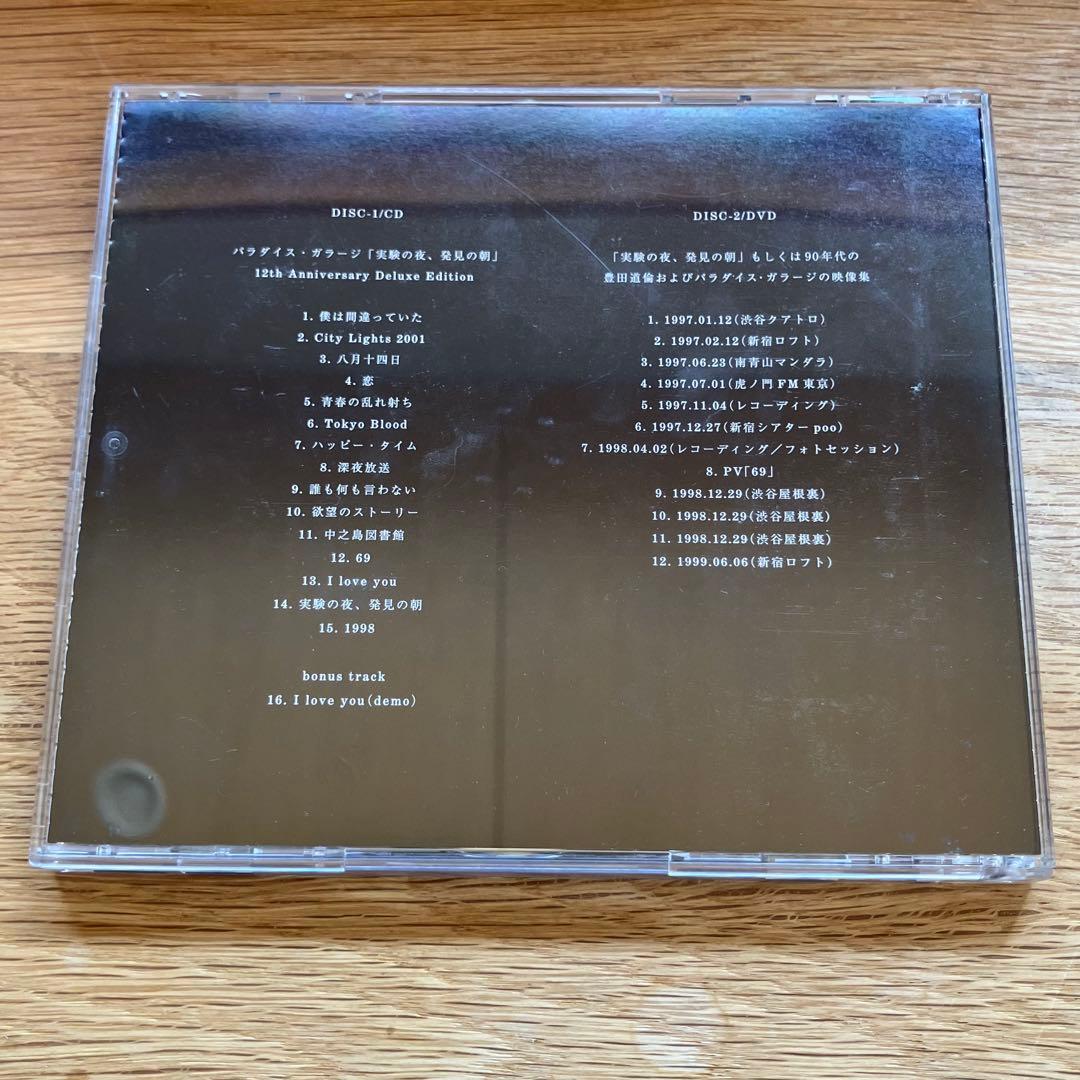 DISC-1/CD
パラダイス・ガラージ「実験の夜、発見の朝」
12th Anniversary Deluxe Edition
1. 僕は間違っていた
2. City Lights 2001
3. 八月十四日
4. 恋
5. 青春の乱れ射ち
6. Tokyo Blood
7. ハッピー・タイム
8. 深夜放送
9. 誰も何も言わない
10. 欲望のストーリー
11. 中之島図書館
12. 69
13. I love you
14. 実験の夜、発見の朝
15. 1998
bonus track
16. I love you(demo)
DISC-2/DVD
「実験の夜、発見の朝」もしくは90年代の
豊田道倫およびパラダイス・ガラージの映像集
1. 1997.01.12(渋谷クアトロ)
2. 1997.02.12(新宿ロフト)
3. 1997.06.23(南青山マンダラ)
4. 1997.07.01(虎ノ門FM東京)
5. 1997.11.04(レコーディング)
6. 1997.12.27(新宿シアターpoo)
7. 1998.04.02(レコーディング/フォトセッション)
8. PV「69」
9. 1998.12.29(渋谷屋根裏)
10. 1998.12.29(渋谷屋根裏)
11. 1998.12.29(渋谷屋根裏)
12. 1999.06.06(新宿ロフト)